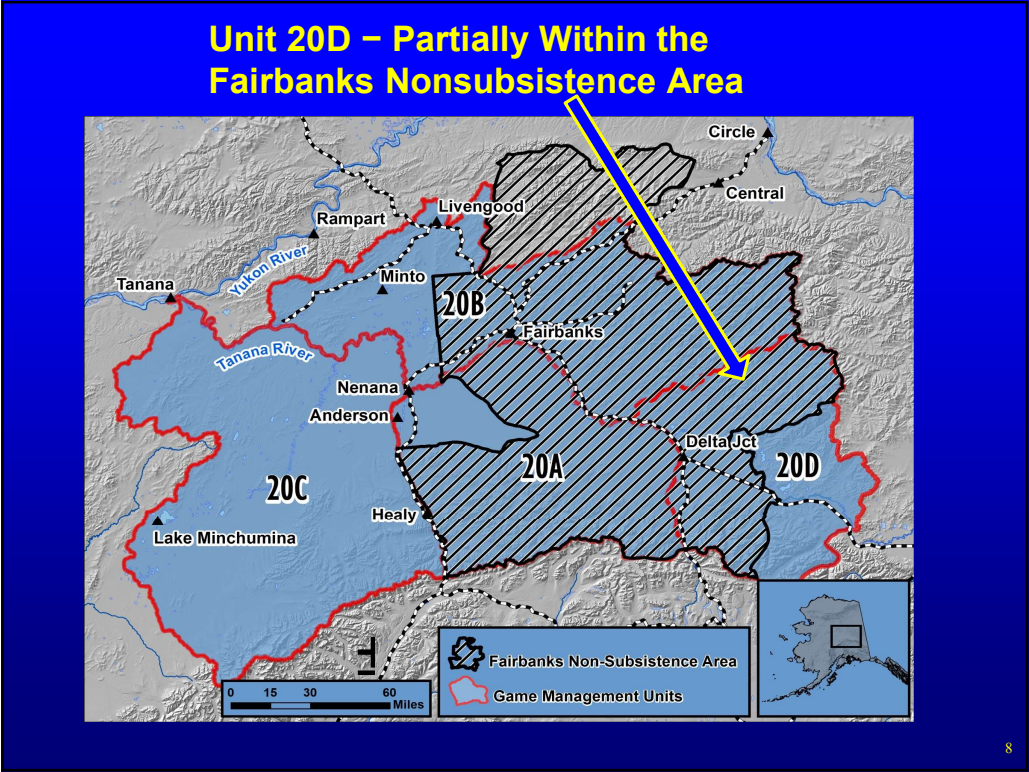 Unit 20D − Partially Within the
Fairbanks Nonsubsistence Area
Circle
Central
Livengood
Rampart
Yukon River
Tanana
Minto
20B
Fairbanks
Tanana River
Nenana
Anderson
Delta Jct
20A
20D
20C
Healy
Lake Minchumina
Fairbanks Non-Subsistence Area
Game Management Units
0 15 30 60
Miles
8